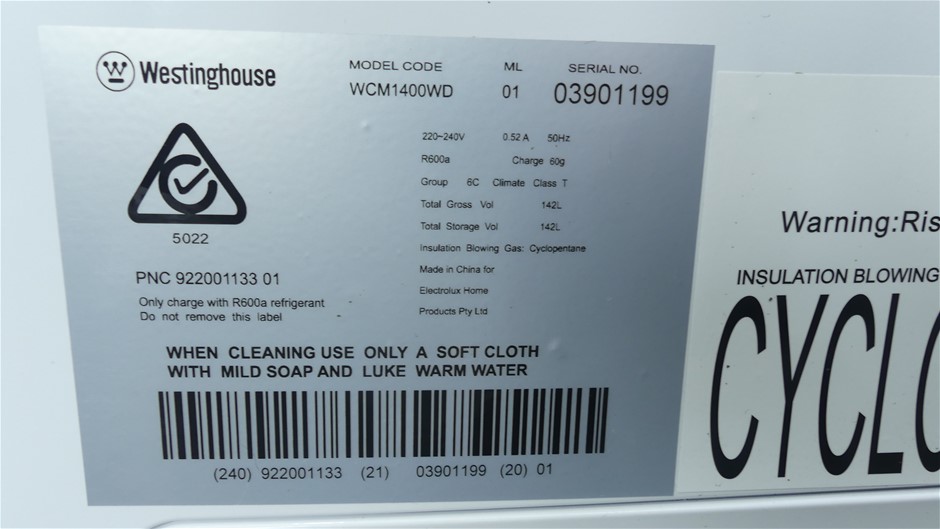 Westinghouse
MODEL CODE ML SERIAL NO.
WCM1400WD 01 03901199
220~240V 0.52 A 50Hz
R600a Charge 60g
Group 6C Climate Class T
Total Gross Vol 142L
Total Storage Vol 142L
Insulation Blowing Gas: Cyclopentane
Made in China for
Electrolux Home
Products Pty Ltd
5022
PNC 922001133 01
Only charge with R600a refrigerant
Do not remove this label
WHEN CLEANING USE ONLY A SOFT CLOTH
WITH MILD SOAP AND LUKE WARM WATER
(240) 922001133 (21) 03901199 (20) 01
Warning:Ris
INSULATION BLOWING
CYCLO